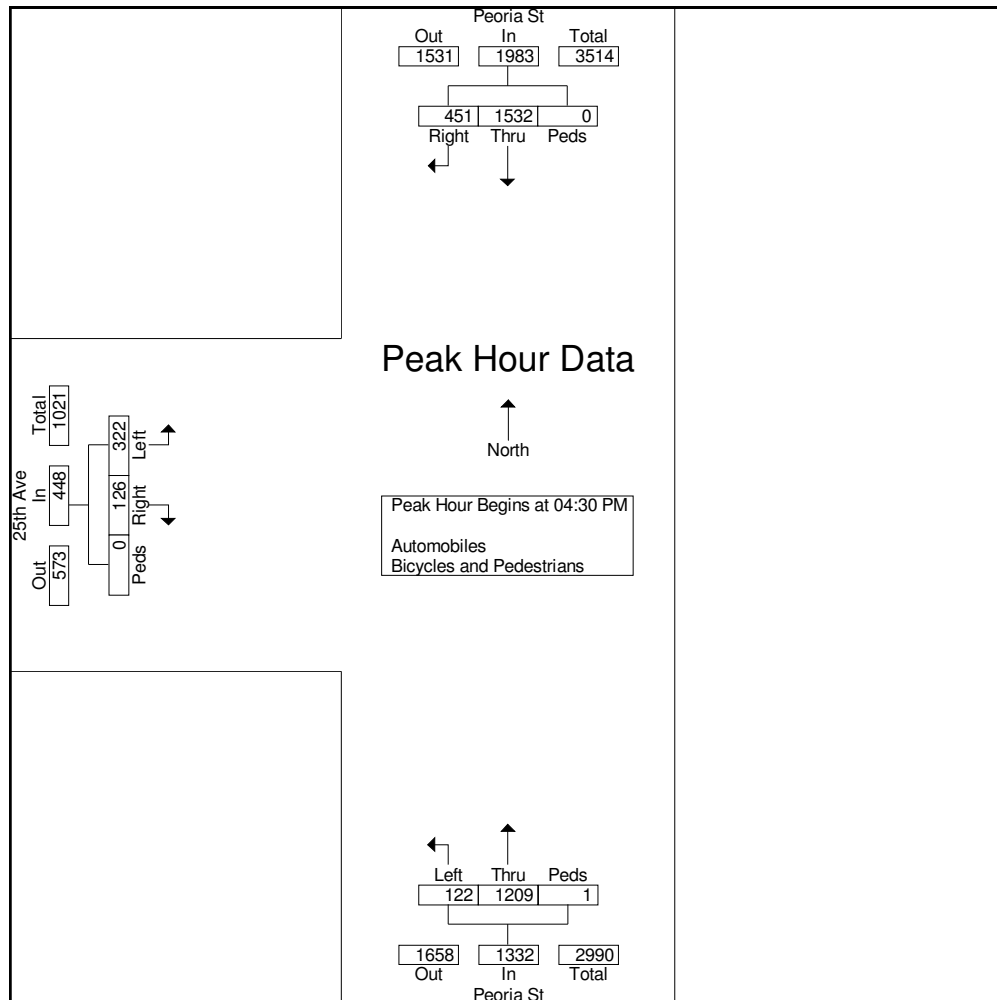 Peoria St
Out In Total
1531 1983 3514
451 1532 0
Right Thru Peds
Peak Hour Data
North
Peak Hour Begins at 04:30 PM
Automobiles
Bicycles and Pedestrians
25th Ave
Out In Total
573 448 1021
0 126 322
Peds Right Left
Left Thru Peds
122 1209 1
1658 1332 2990
Out In Total
Peoria St